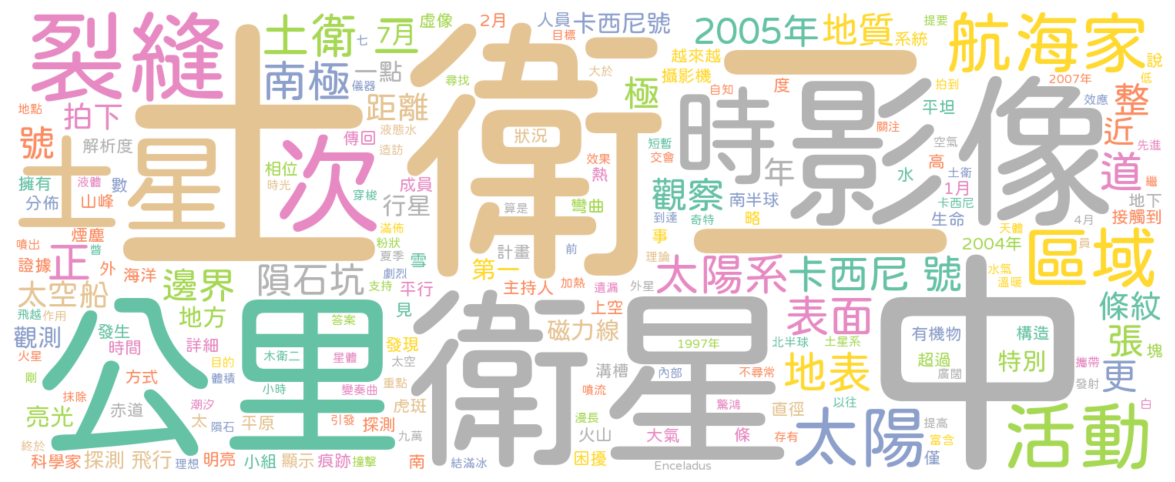 裂縫
土衛二
7月
虛像
2月
人員
卡西尼號
目標
七
2005年
地質
系統
提要
航海家
說
低
南極
一點
儀器
尋找
大於
越來越
攝影機
自知
度
拍到
2007年
效應
地點
拍下
距離
液態水
極
時
影像
平坦
整
號
解析度
傳回
造訪
狀況
效果
短暫
交會
關注
空氣
近
先進
土星
次
衛
二
土
擁有
液體
數
相位
時光
穿梭
成員
熱
年
觀察
南半球
水
高
土衛
1月
卡西尼
道
繼
分佈
山峰
行星
算是
彎曲
到達
奇特
略
生命
地下
接觸到
4月
噴出
煙塵
曾
滿佈
粉狀
夏季
雪
計畫
前
事
理論
天體
2004年
員
證據
正
外
海洋
劇烈
第一
主持人
加熱
遺漏
外星
太陽系
卡西尼 號
水氣
溫暖
區域
太空船
邊界
隕石坑
支持
平行
見
上空
表面
條紋
飛越
作用
地方
答案
磁力線
有機物
構造
觀測
發生
時間
詳細
發現
1997年
北半球
土星系
超過
特別
張
塊
火星
目的
木衛二
星體
太空
溝槽
內部
不尋常
地表
廣闊
攜帶
剛
方式
體積
小時
變奏曲
重點
噴流
發射
更
公里
衛星
中
抹除
潮汐
虎斑
漫長
驚鴻
直徑
以往
亮光
赤道
太
隕石
平原
引發
探測
九萬
火山
大氣
條
存有
太陽
提高
富含
活動
白
終於
科學家
探測
飛行
理想
明亮
小組
顯示
痕跡
撞擊
南
結滿冰
困擾
Enceladus
僅